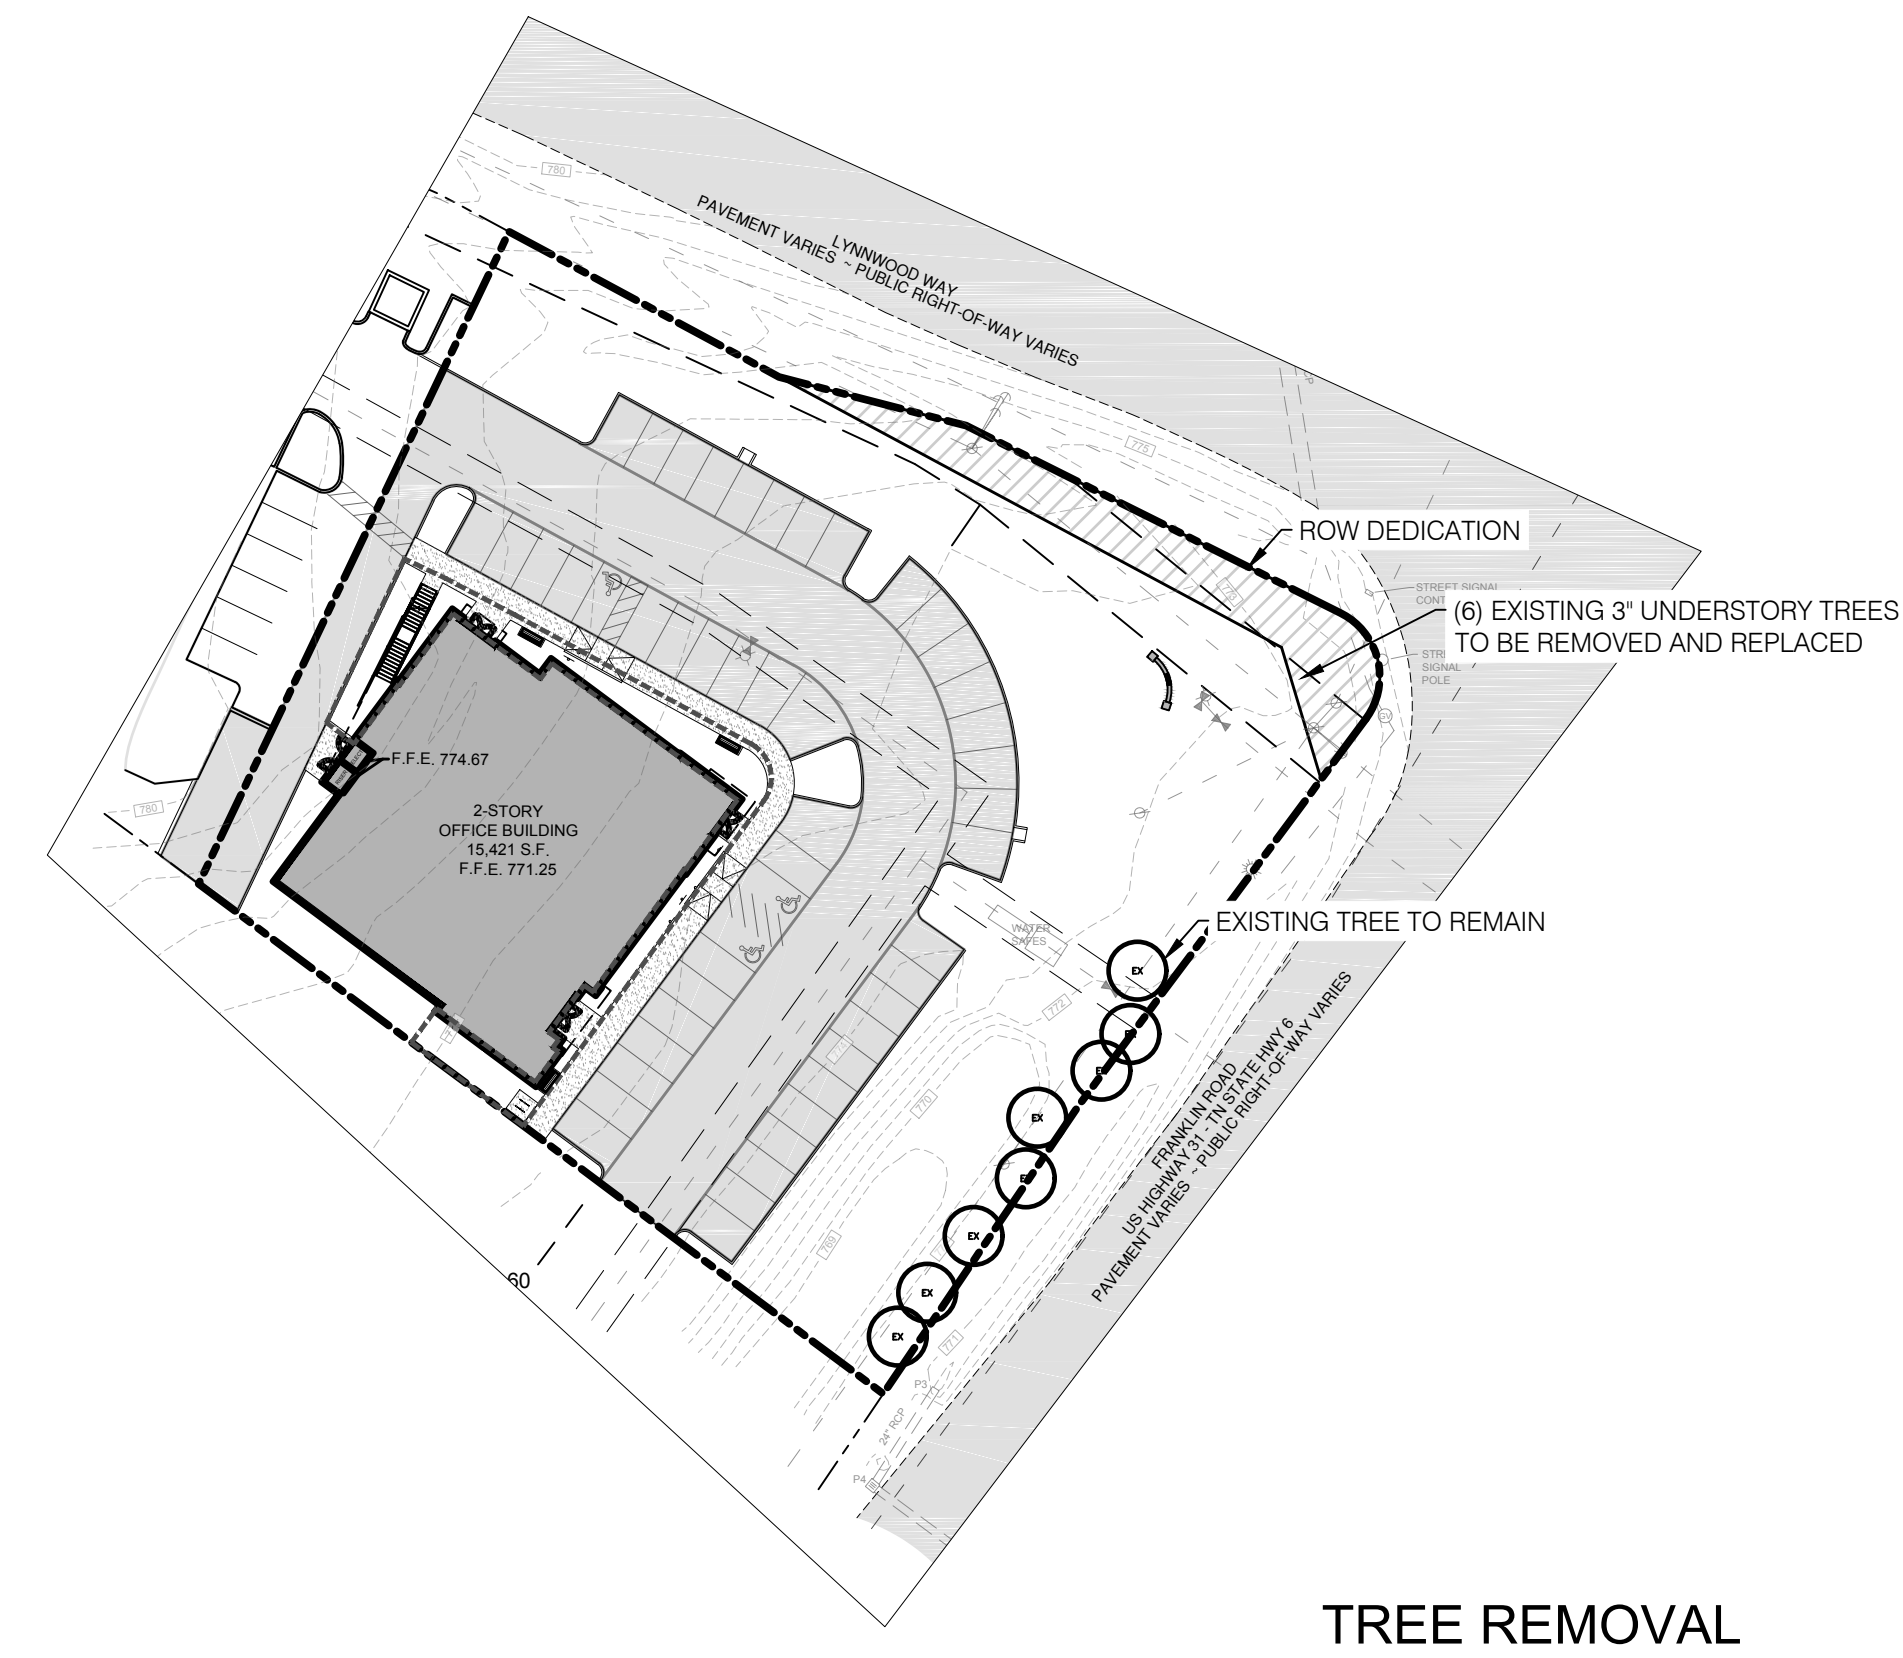 780
LYNNWOOD WAY
PAVEMENT VARIES ~ PUBLIC RIGHT-OF-WAY VARIES
775
ROW DEDICATION
773
STREET SIGNAL
(6) EXISTING 3" UNDERSTORY TREES
TO BE REMOVED AND REPLACED
SIGNAL
POLE
GV
F.F.E. 774.67
780
2-STORY
OFFICE BUILDING
15,421 S.F.
F.F.E. 771.25
EXISTING TREE TO REMAIN
WATER
SAFES
EX
772
770
EX
769
EX
EX
EX
FRANKLIN ROAD
US HIGHWAY 31 - TN STATE HWY 6
PAVEMENT VARIES ~ PUBLIC RIGHT-OF-WAY VARIES
60
771
P3
24" RCP
P4
TREE REMOVAL